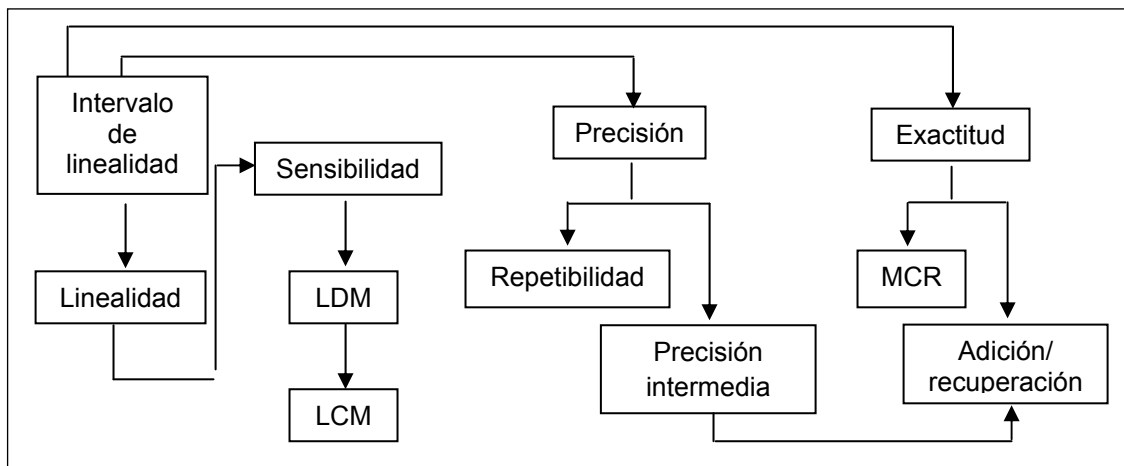 Intervalo
de
linealidad
Precisión
Exactitud
Sensibilidad
Linealidad
LDM
Repetibilidad
MCR
Precisión
intermedia
Adición/
recuperación
LCM